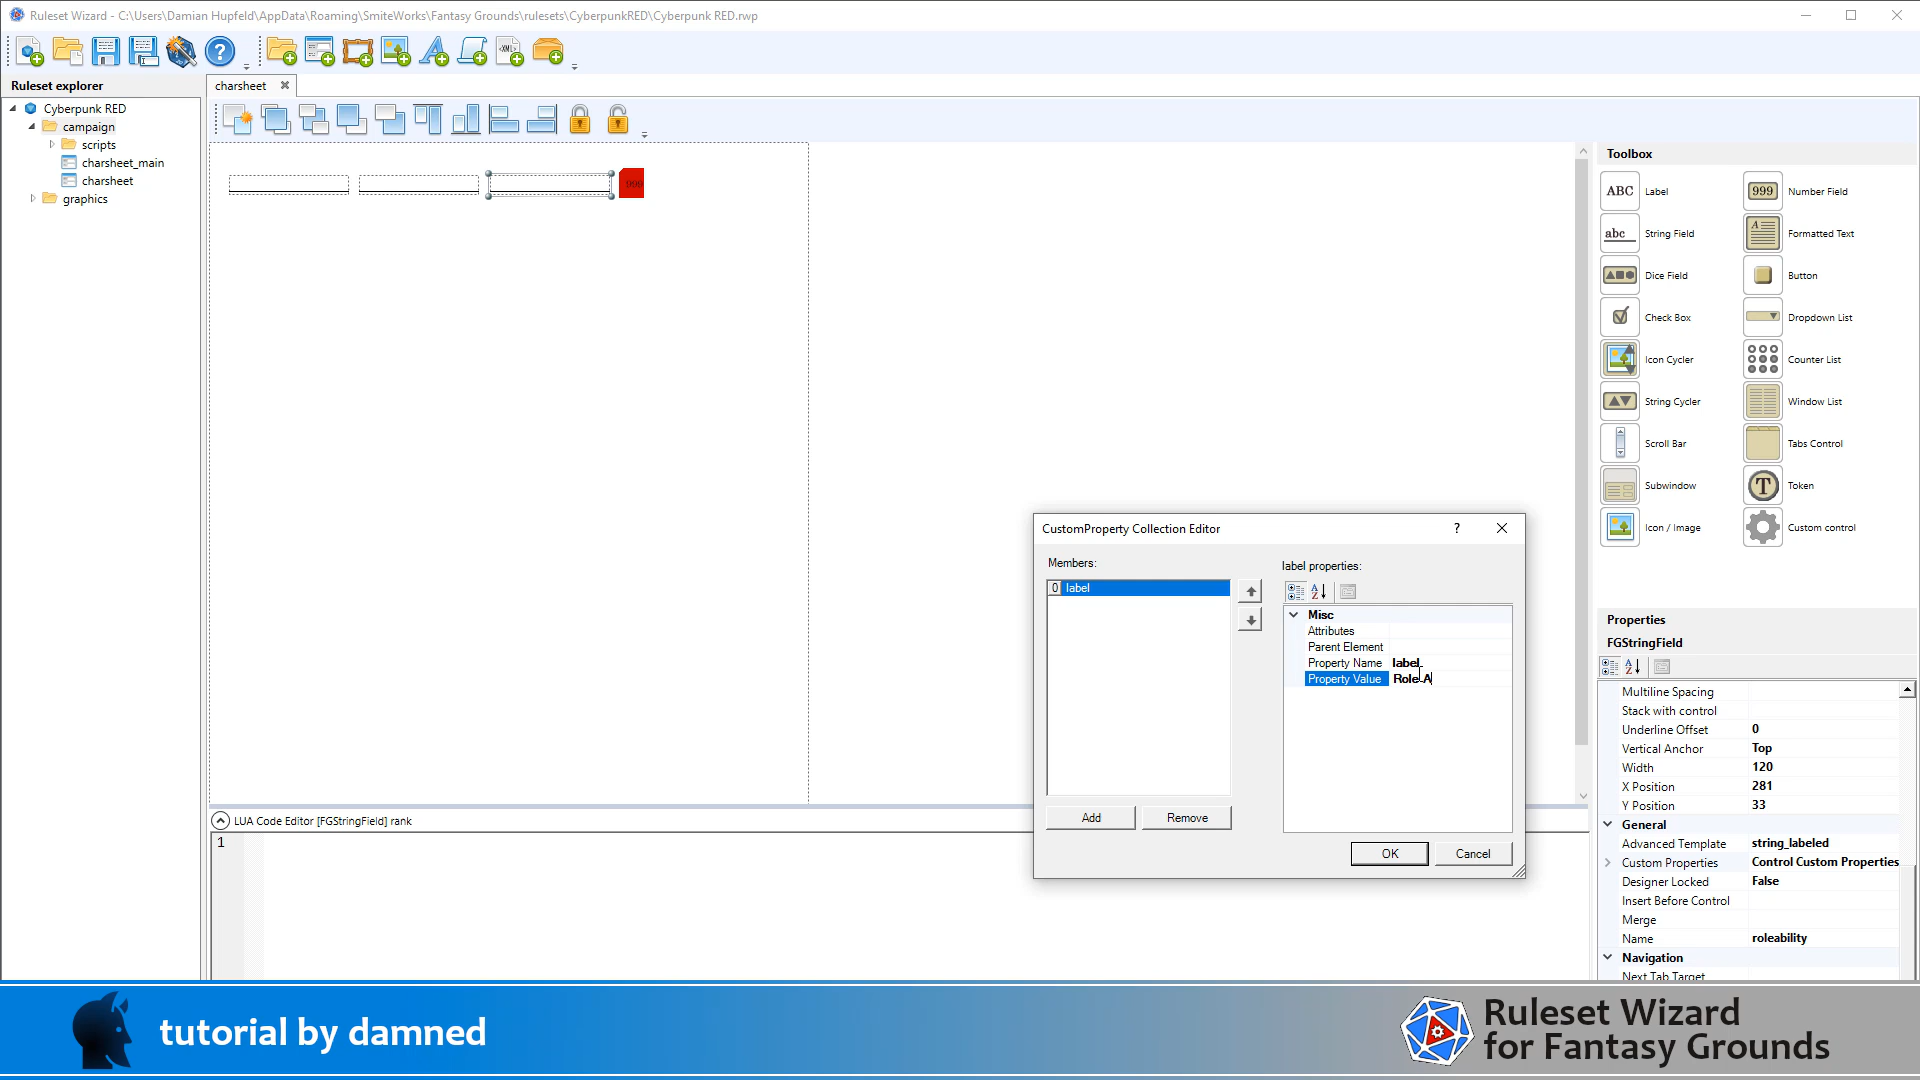 Ruleset Wizard - C:\Users\Damian Hupfeld\AppData\Roaming\SmiteWorks\Fantasy Grounds\rulesets\CyberpunkRED\Cyberpunk RED.rwp
Ruleset explorer
Cyberpunk RED
campaign
scripts
charsheet_main
charsheet
graphics
charsheet
999
LUA Code Editor [FGStringField] rank
1
CustomProperty Collection Editor
?
Members:
0 label
Add
Remove
label properties:
Misc
Attributes
Parent Element
Property Name label
Property Value Role A
OK
Cancel
Toolbox
ABC Label
999 Number Field
abc String Field
A Formatted Text
Dice Field
Button
Check Box
Dropdown List
Icon Cycler
Counter List
String Cycler
Window List
Scroll Bar
Tabs Control
Subwindow
T Token
Icon / Image
Custom control
Properties
FGStringField
Multiline Spacing
Stack with control
Underline Offset 0
Vertical Anchor Top
Width 120
X Position 281
Y Position 33
General
Advanced Template string_labeled
Custom Properties Control Custom Properties
Designer Locked False
Insert Before Control
Merge
Name roleability
Navigation
Next Tab Target
tutorial by damned
Ruleset Wizard
for Fantasy Grounds